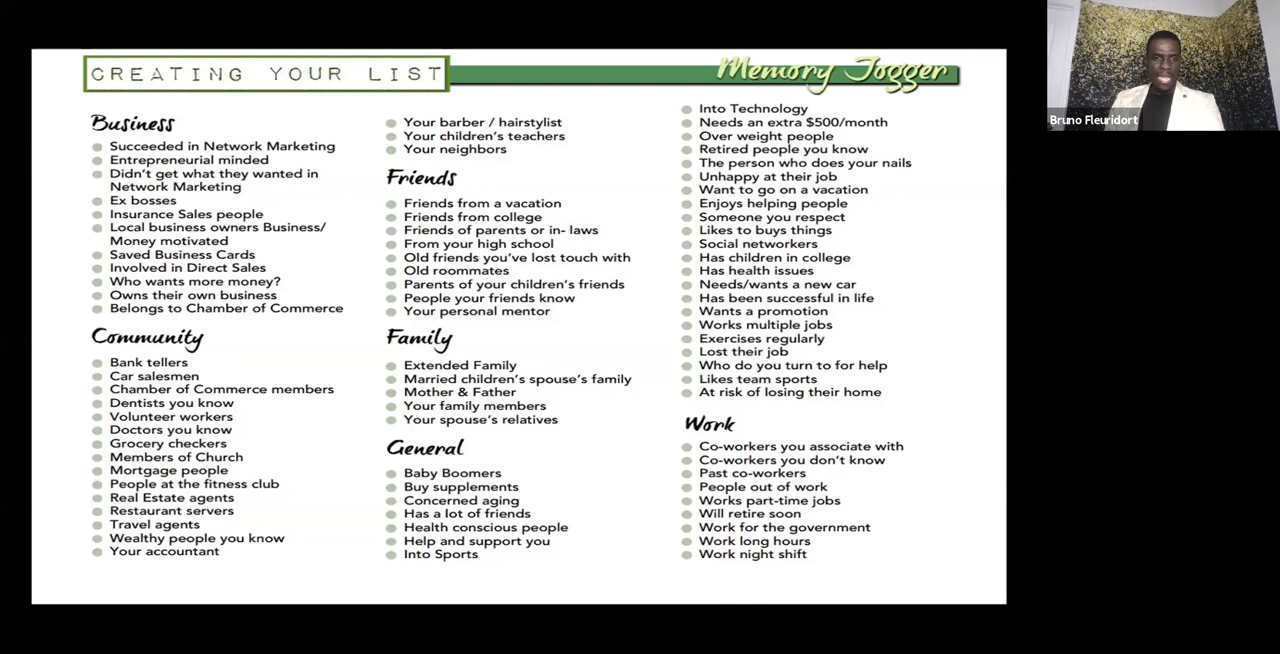 CREATING YOUR LIST
Memory Jogger
Business
Succeeded in Network Marketing
Entrepreneurial minded
Didn't get what they wanted in
Network Marketing
Ex bosses
Insurance Sales people
Local business owners Business/
Money motivated
Saved Business Cards
Involved in Direct Sales
Who wants more money?
Owns their own business
Belongs to Chamber of Commerce
Community
Bank tellers
Car salesmen
Chamber of Commerce members
Dentists you know
Volunteer workers
Doctors you know
Grocery checkers
Members of Church
Mortgage people
People at the fitness club
Real Estate agents
Restaurant servers
Travel agents
Wealthy people you know
Your accountant
Your barber / hairstylist
Your children's teachers
Your neighbors
Friends
Friends from a vacation
Friends from college
Friends of parents or in- laws
From your high school
Old friends you've lost touch with
Old roommates
Parents of your children's friends
People your friends know
Your personal mentor
Family
Extended Family
Married children's spouse's family
Mother & Father
Your family members
Your spouse's relatives
General
Baby Boomers
Buy supplements
Concerned aging
Has a lot of friends
Health conscious people
Help and support you
Into Sports
Into Technology
Needs an extra $500/month
Over weight people
Retired people you know
The person who does your nails
Unhappy at their job
Want to go on a vacation
Enjoys helping people
Someone you respect
Likes to buys things
Social networkers
Has children in college
Has health issues
Needs/wants a new car
Has been successful in life
Wants a promotion
Works multiple jobs
Exercises regularly
Lost their job
Who do you turn to for help
Likes team sports
At risk of losing their home
Work
Co-workers you associate with
Co-workers you don't know
Past co-workers
People out of work
Works part-time jobs
Will retire soon
Work for the government
Work long hours
Work night shift
Bruno Fleuridort